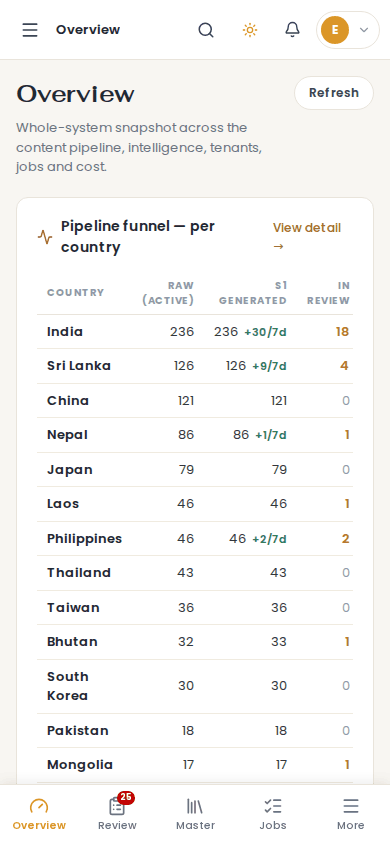 Overview
E
Overview
Refresh
Whole-system snapshot across the
content pipeline, intelligence, tenants,
jobs and cost.
Pipeline funnel — per
country
View detail
→
COUNTRY RAW (ACTIVE) S1 GENERATED IN REVIEW
India 236 236 +30/7d 18
Sri Lanka 126 126 +9/7d 4
China 121 121 0
Nepal 86 86 +1/7d 1
Japan 79 79 0
Laos 46 46 1
Philippines 46 46 +2/7d 2
Thailand 43 43 0
Taiwan 36 36 0
Bhutan 32 33 1
South
Korea 30 30 0
Pakistan 18 18 0
Mongolia 17 17 1
25
Overview Review Master Jobs More